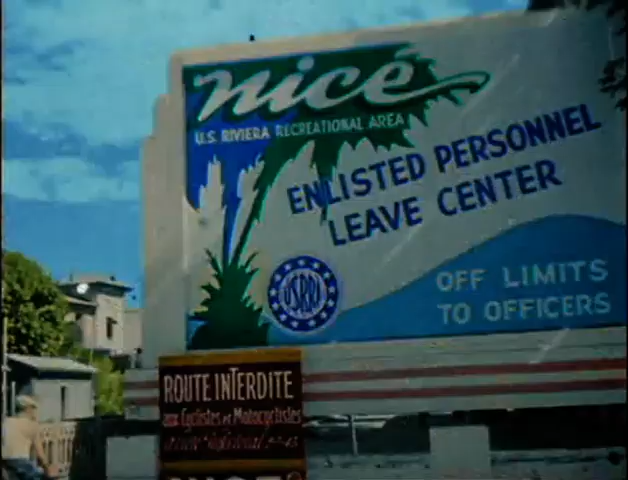 nice
U.S. RIVIERA RECREATIONAL AREA
ENLISTED PERSONNEL
LEAVE CENTER
USRRA
OFF LIMITS
TO OFFICERS
ROUTE INTERDITE
aux Cyclistes et Motocyclistes